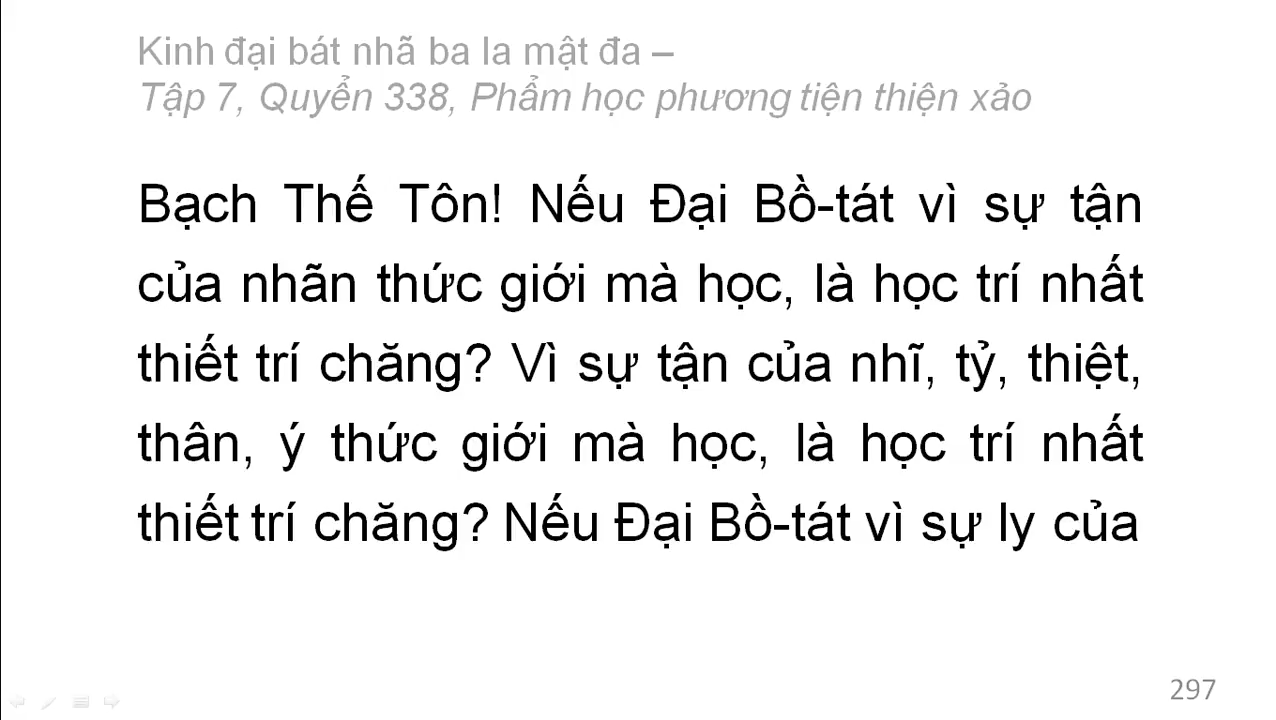 Kinh đại bát nhã ba la mật đa –
Tập 7, Quyển 338, Phẩm học phương tiện thiện xảo
Bạch Thế Tôn! Nếu Đại Bồ-tát vì sự tận
của nhãn thức giới mà học, là học trí nhất
thiết trí chăng? Vì sự tận của nhĩ, tỷ, thiệt,
thân, ý thức giới mà học, là học trí nhất
thiết trí chăng? Nếu Đại Bồ-tát vì sự ly của
297